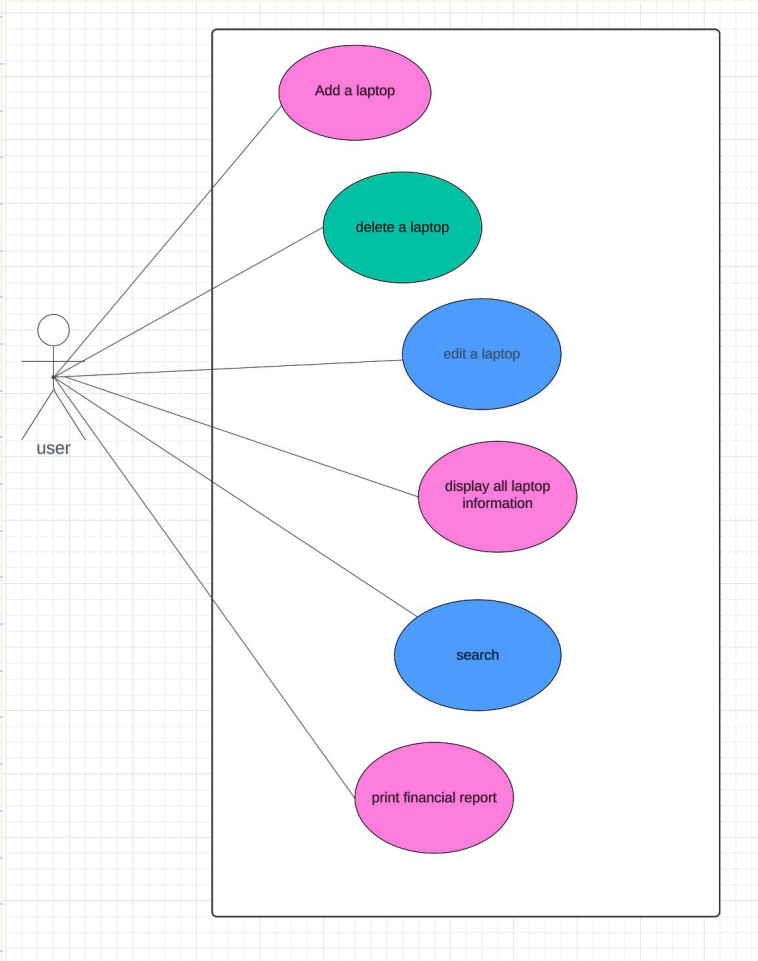 Add a laptop
delete a laptop
edit a laptop
user
display all laptop
information
search
print financial report